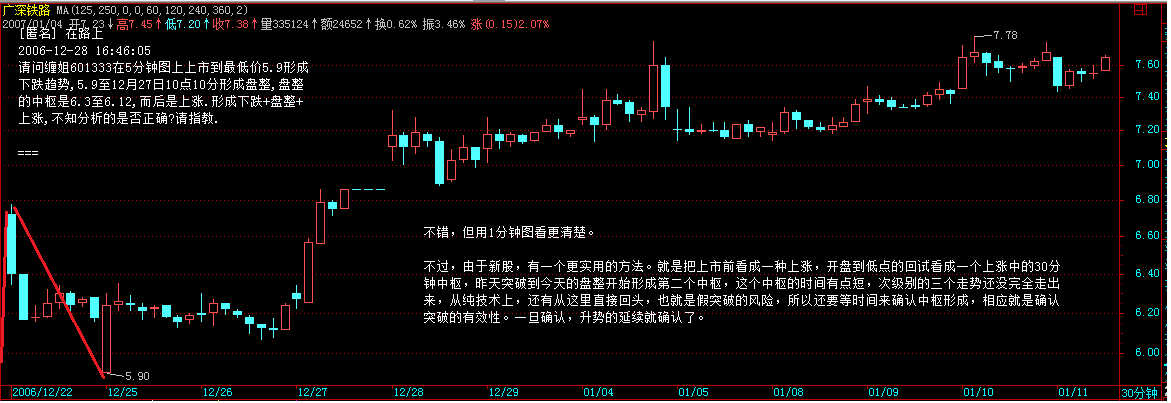 广深铁路 MA(125,250,0,0,60,120,240,360,2)
2007/01/04 开7.23↓高7.45↑低7.20↑收7.38↑量335124↑额24652↑换0.62% 振3.46% 涨(0.15)2.07%
[匿名] 在路上
2006-12-28 16:46:05
请问缠姐601333在5分钟图上上市到最低价5.9形成
下跌趋势,5.9至12月27日10点10分形成盘整,盘整
的中枢是6.3至6.12,而后是上涨.形成下跌+盘整+
上涨,不知分析的是否正确?请指教.
===
不错，但用1分钟图看更清楚。
不过，由于新股，有一个更实用的方法。就是把上市前看成一种上涨，开盘到低点的回试看成一个上涨中的30分
钟中枢，昨天突破到今天的盘整开始形成第二个中枢，这个中枢的时间有点短，次级别的三个走势还没完全走出
来，从纯技术上，还有从这里直接回头，也就是假突破的风险，所以还要等时间来确认中枢形成，相应就是确认
突破的有效性。一旦确认，升势的延续就确认了。
7.78
5.90
7.60
7.40
7.20
7.00
6.80
6.60
6.40
6.20
6.00
2006/12/22 12/25 12/26 12/27 12/28 12/29 01/04 01/05 01/08 01/09 01/10 01/11 30分钟